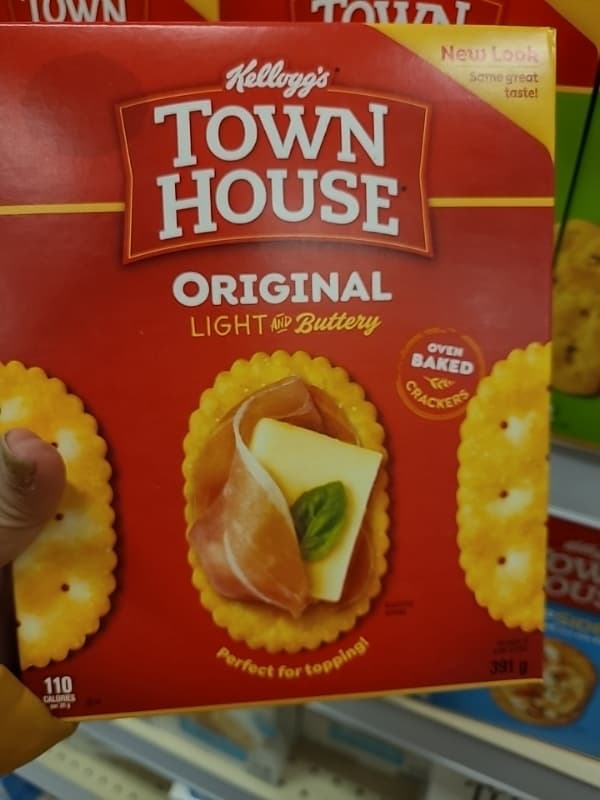 TOWN
TOWN
New Look
Same great
taste!
Kellogg's
TOWN
HOUSE
ORIGINAL
LIGHT AND Buttery
OVEN
BAKED
CRACKERS
Perfect for topping!
110
CALORIES
391 g